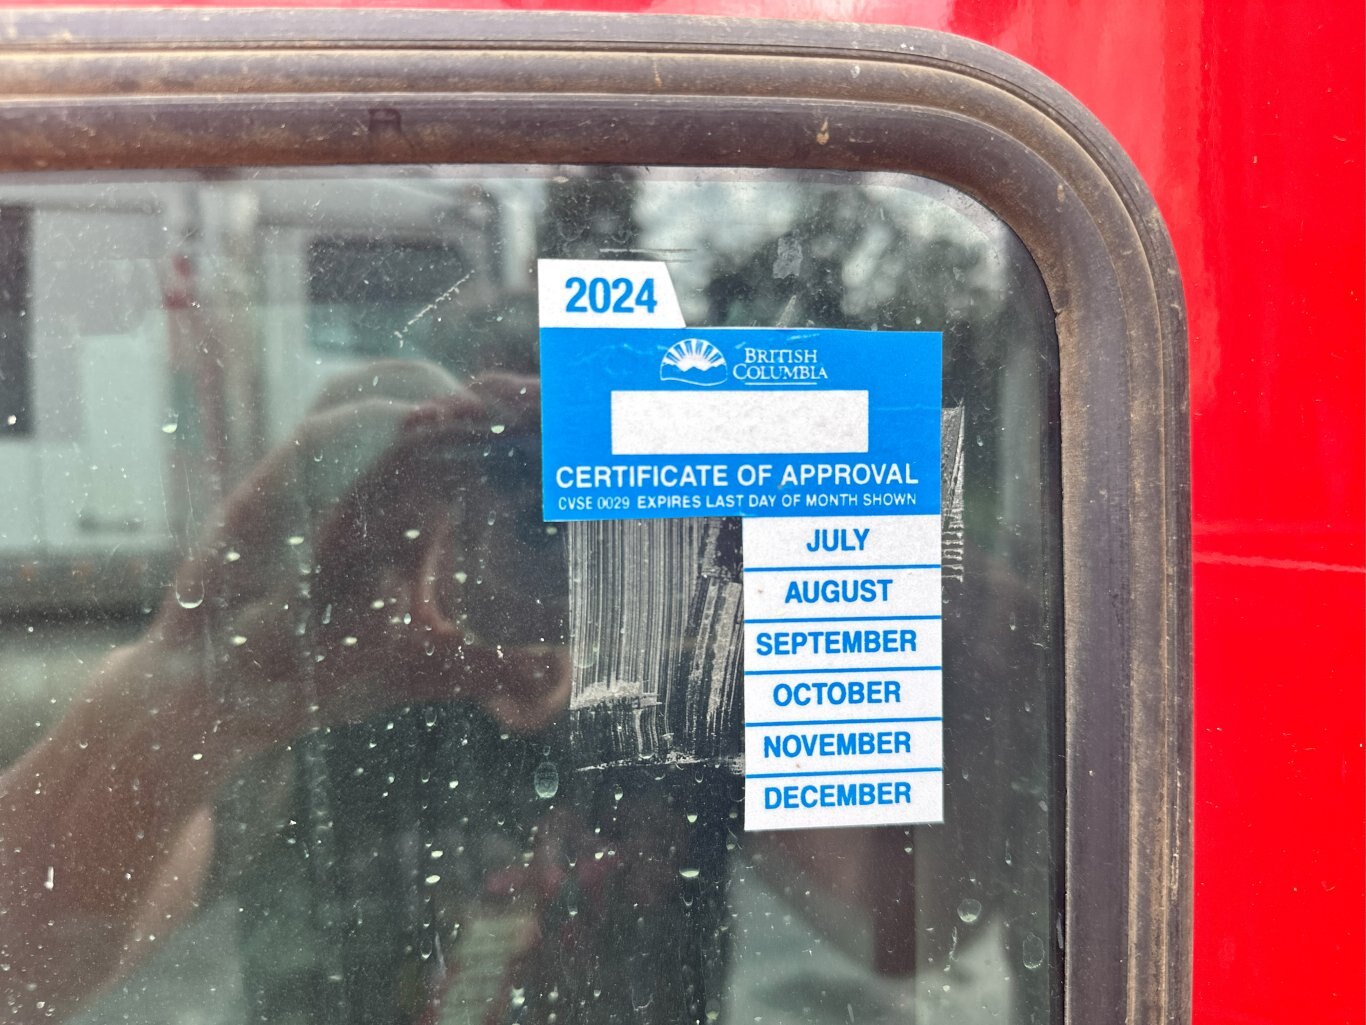 2024
BRITISH
COLUMBIA
CERTIFICATE OF APPROVAL
CVSE 0029 EXPIRES LAST DAY OF MONTH SHOWN
JULY
AUGUST
SEPTEMBER
OCTOBER
NOVEMBER
DECEMBER